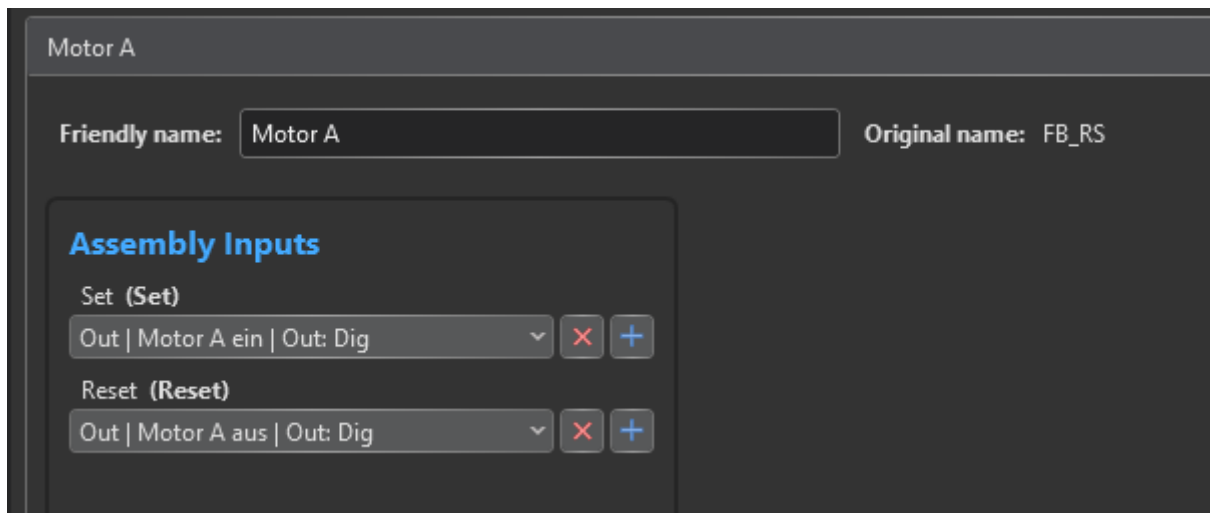 Motor A
Friendly name: Motor A Original name: FB_RS
Assembly Inputs
Set (Set)
Out | Motor A ein | Out: Dig
Reset (Reset)
Out | Motor A aus | Out: Dig